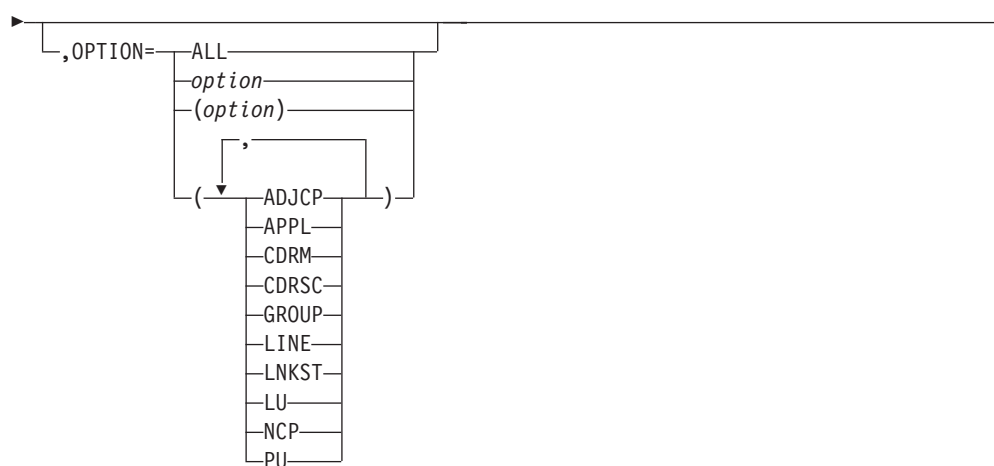 ,OPTION= ALL
option
(option)
,
( ADJCP )
APPL
CDRM
CDRSC
GROUP
LINE
LNKST
LU
NCP
PU